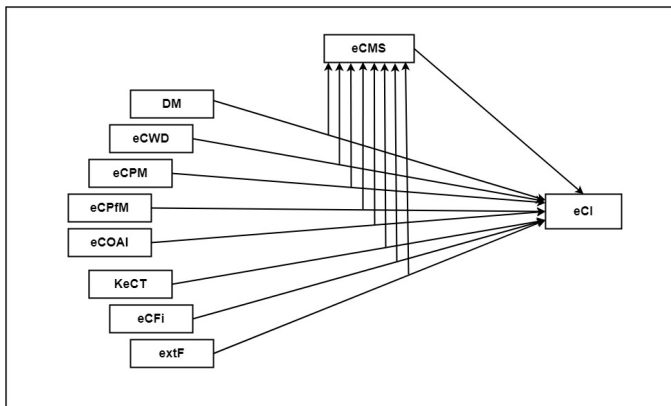 eCMS
DM
eCWD
eCPM
eCPfM
eCI
eCOAI
KeCT
eCFi
extF